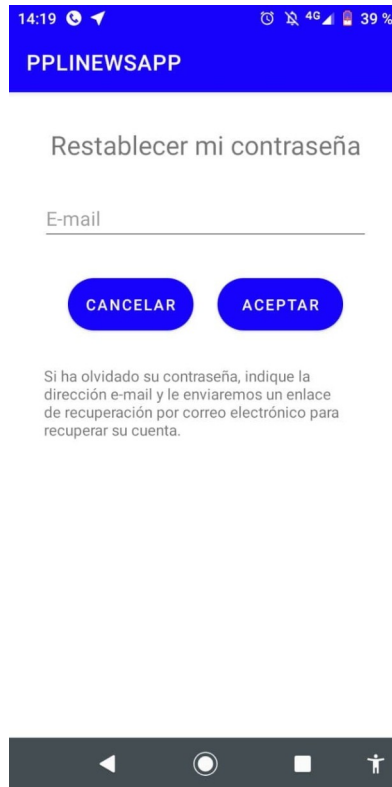 14:19 4G 39 %
PPLINEWSAPP
Restablecer mi contraseña
E-mail
CANCELAR ACEPTAR
Si ha olvidado su contraseña, indique la
dirección e-mail y le enviaremos un enlace
de recuperación por correo electrónico para
recuperar su cuenta.